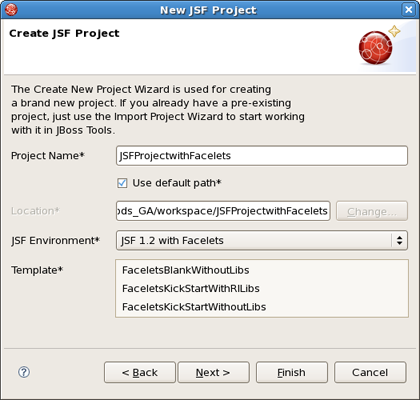 New JSF Project
Create JSF Project
The Create New Project Wizard is used for creating
a brand new project. If you already have a pre-existing
project, just use the Import Project Wizard to start working
with it in JBoss Tools.
Project Name* JSFProjectwithFacelets
Use default path*
Location* ods_GA/workspace/JSFProjectwithFacelets Change...
JSF Environment* JSF 1.2 with Facelets
Template* FaceletsBlankWithoutLibs
FaceletsKickStartWithRILibs
FaceletsKickStartWithoutLibs
? < Back Next > Finish Cancel